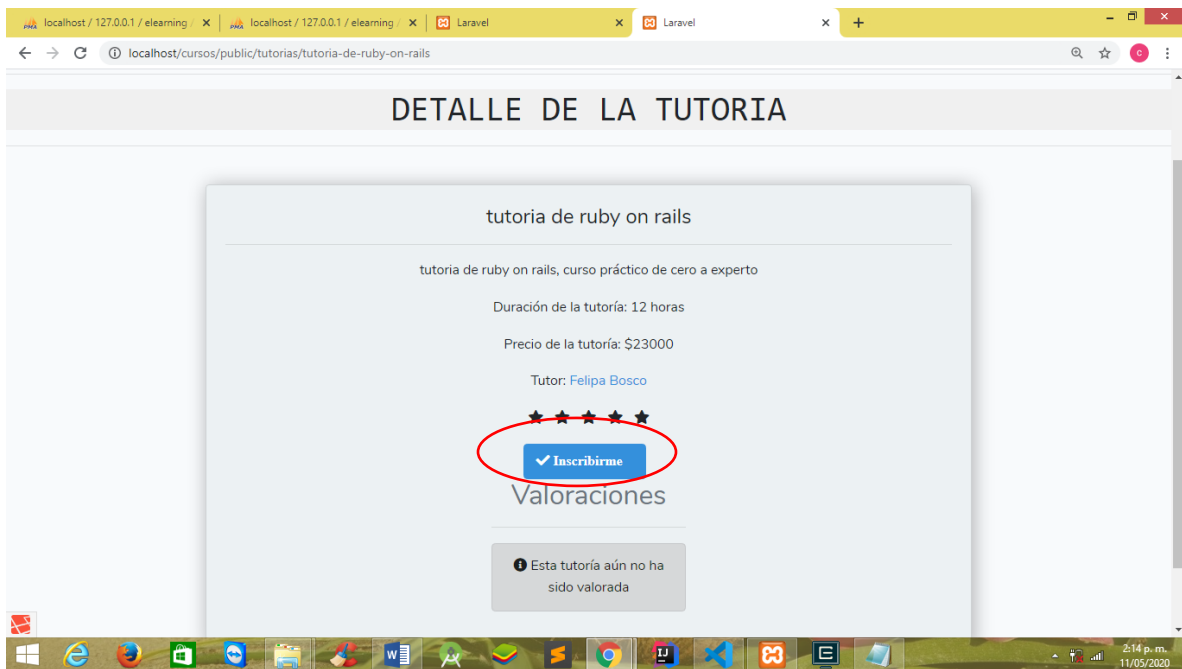 localhost / 127.0.0.1 / elearning /
localhost / 127.0.0.1 / elearning /
Laravel
Laravel
localhost/cursos/public/tutorias/tutoria-de-ruby-on-rails
C
DETALLE DE LA TUTORIA
tutoria de ruby on rails
tutoria de ruby on rails, curso práctico de cero a experto
Duración de la tutoría: 12 horas
Precio de la tutoría: $23000
Tutor: Felipa Bosco
Inscribirme
Valoraciones
Esta tutoría aún no ha
sido valorada
2:14 p. m.
11/05/2020